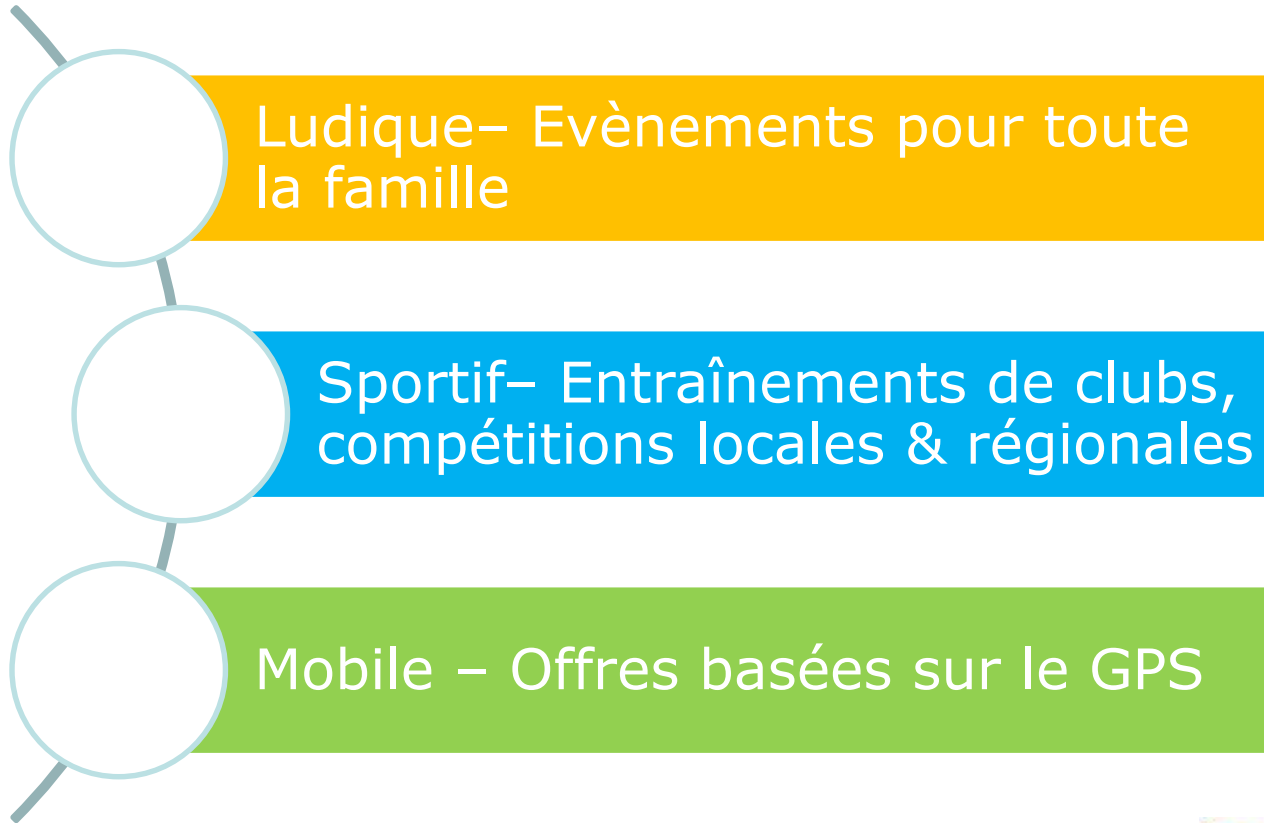 Ludique– Evènements pour toute
la famille
Sportif– Entraînements de clubs,
compétitions locales & régionales
Mobile – Offres basées sur le GPS